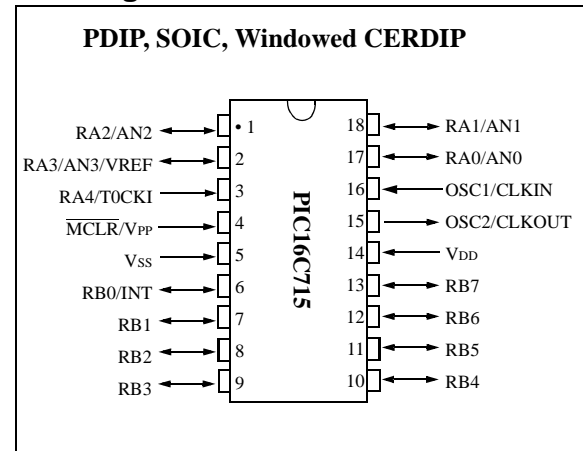 PDIP, SOIC, Windowed CERDIP
RA2/AN2
RA3/AN3/VREF
RA4/T0CKI
MCLR/VPP
VSS
RB0/INT
RB1
RB2
RB3
• 1
2
3
4
5
6
7
8
9
PIC16C715
18
17
16
15
14
13
12
11
10
RA1/AN1
RA0/AN0
OSC1/CLKIN
OSC2/CLKOUT
VDD
RB7
RB6
RB5
RB4